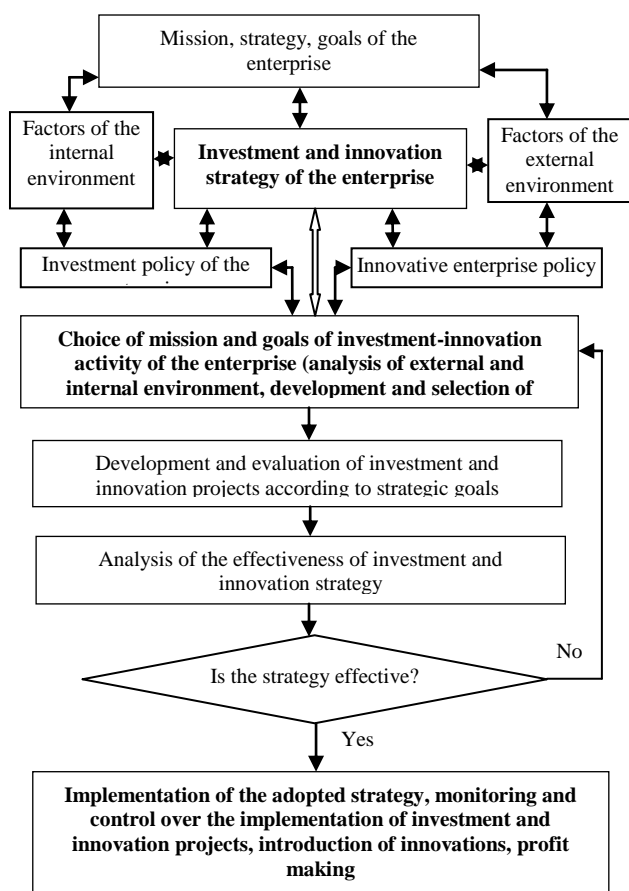 Mission, strategy, goals of the
enterprise
Factors of the
internal
environment
Investment and innovation
strategy of the enterprise
Factors of the
external
environment
Investment policy of the
Innovative enterprise policy
Choice of mission and goals of investment-innovation
activity of the enterprise (analysis of external and
internal environment, development and selection of
Development and evaluation of investment and
innovation projects according to strategic goals
Analysis of the effectiveness of investment and
innovation strategy
Is the strategy effective?
No
Yes
Implementation of the adopted strategy, monitoring and
control over the implementation of investment and
innovation projects, introduction of innovations, profit
making